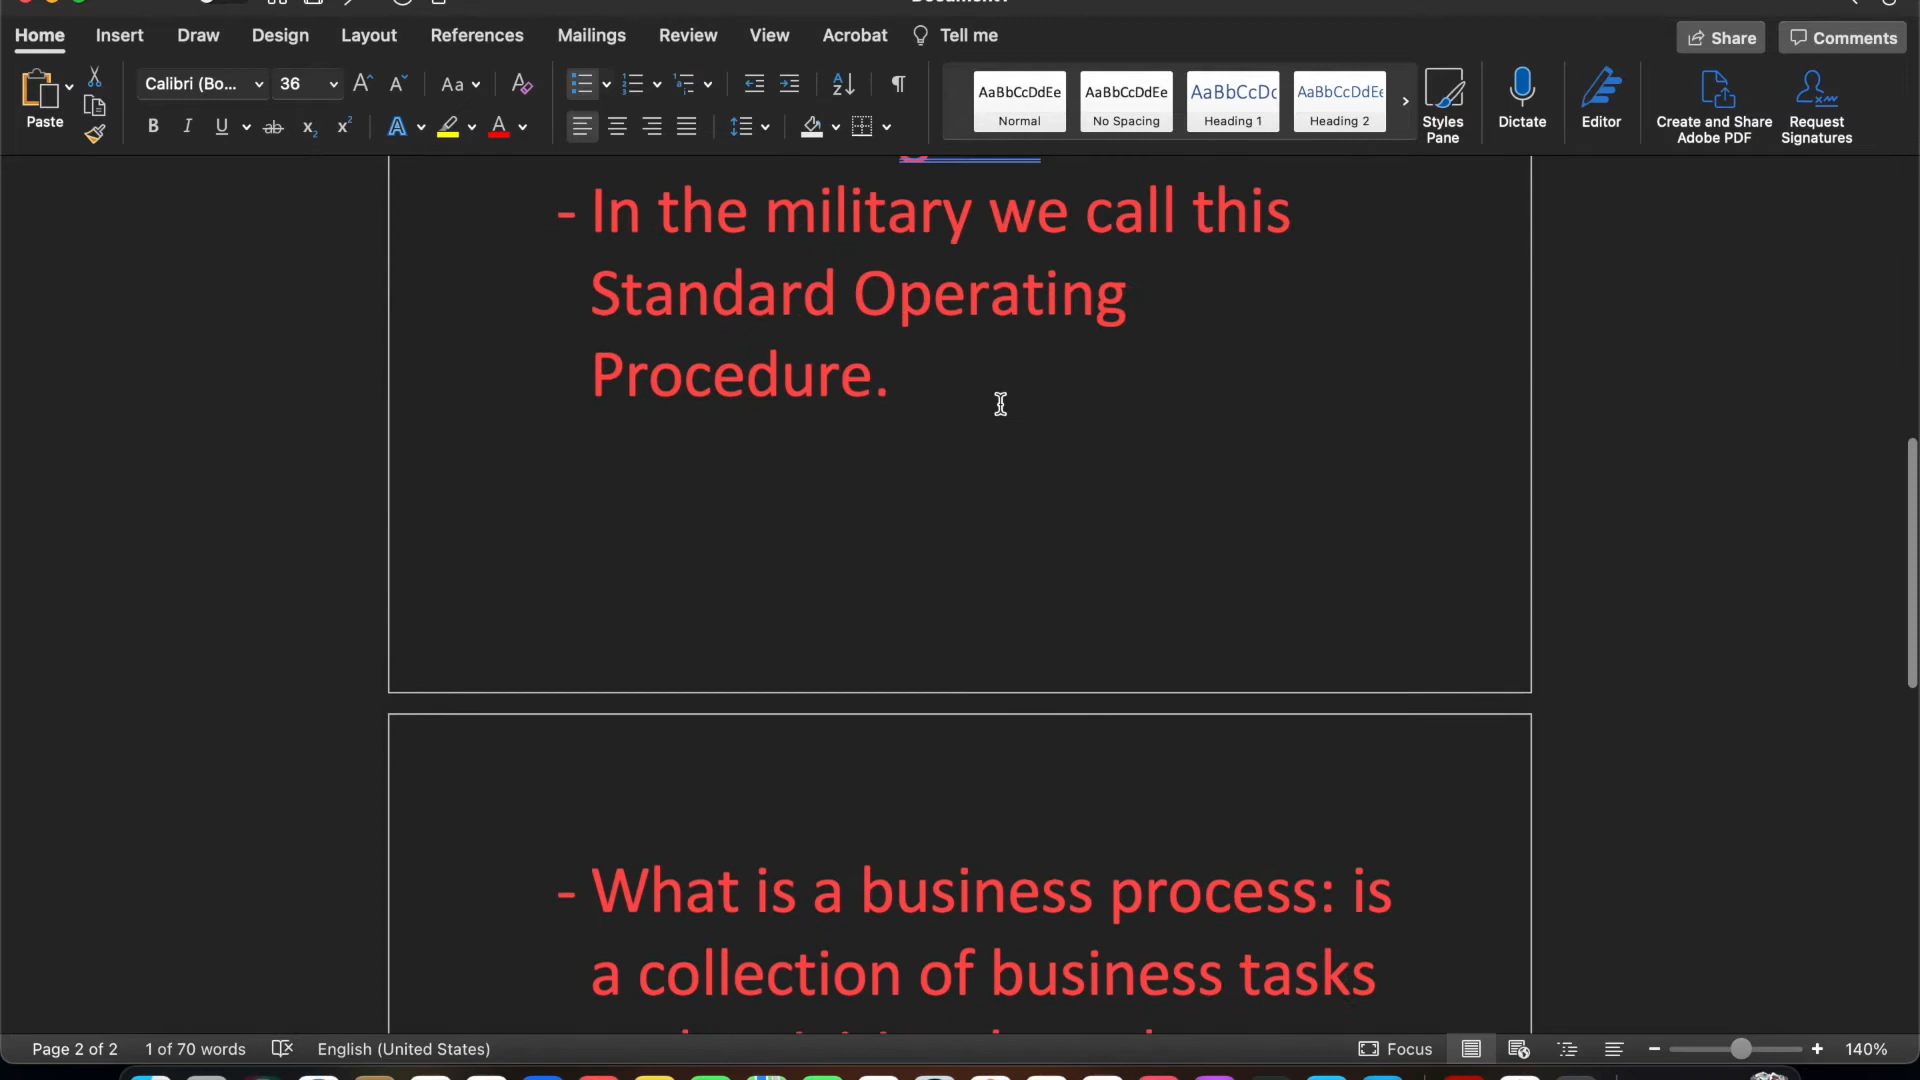 Home Insert Draw Design Layout References Mailings Review View Acrobat Tell me Share Comments
Calibri (Bo... 36 Aa
Paste
AaBbCcDdEe AaBbCcDdEe AaBbCcDc AaBbCcDdEe
Normal No Spacing Heading 1 Heading 2
Styles Pane
Dictate
Editor
Create and Share Adobe PDF
Request Signatures
- In the military we call this
Standard Operating
Procedure.
- What is a business process: is
a collection of business tasks
Page 2 of 2 1 of 70 words English (United States) Focus 140%